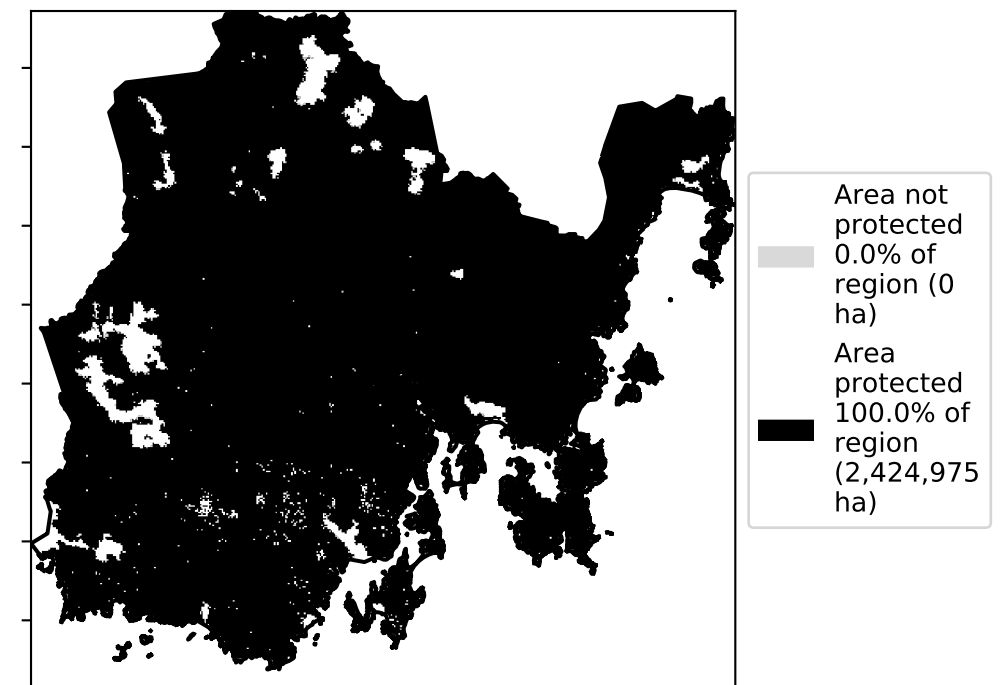 Area not
protected
0.0% of
region (0
ha)
Area
protected
100.0% of
region
(2,424,975
ha)